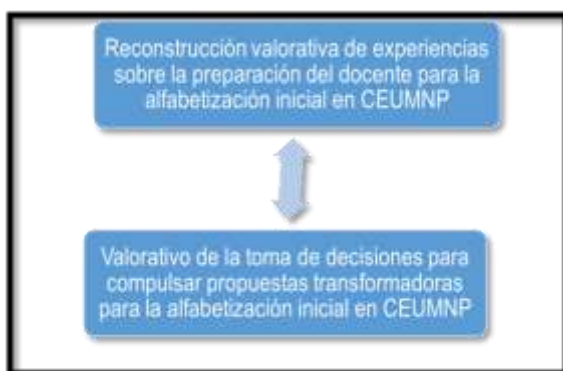 Reconstrucción valorativa de experiencias
sobre la preparación del docente para la
alfabetización inicial en CEUMNP
Valorativo de la toma de decisiones para
compulsar propuestas transformadoras
para la alfabetización inicial en CEUMNP